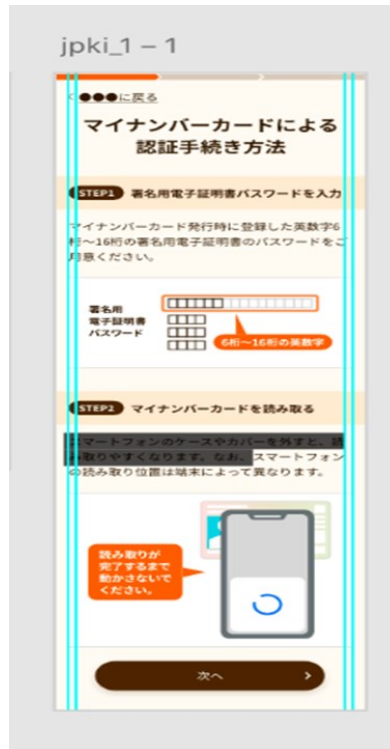 jpki_1 – 1
●●●に戻る
マイナンバーカードによる
認証手続き方法
STEP1 署名用電子証明書パスワードを入力
マイナンバーカード発行時に登録した英数字6
桁～16桁の署名用電子証明書のパスワードをご
用意ください。
署名用
電子証明書
パスワード
6桁～16桁の英数字
STEP2 マイナンバーカードを読み取る
スマートフォンのケースやカバーを外すと、読
み取りやすくなります。なお、スマートフォン
の読み取り位置は端末によって異なります。
読み取りが
完了するまで
動かさないで
ください。
次へ